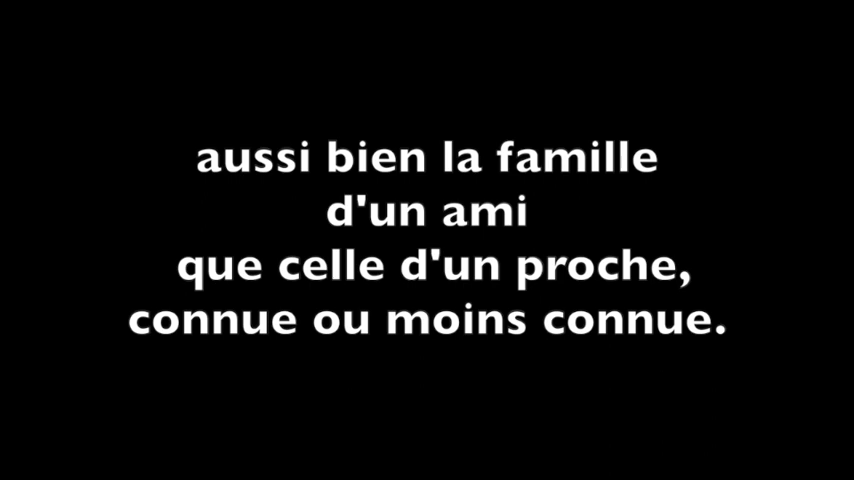 aussi bien la famille
d'un ami
que celle d'un proche,
connue ou moins connue.